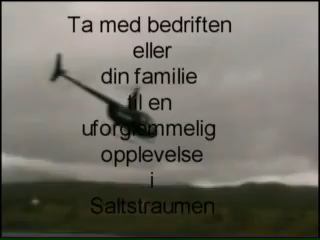 Ta med bedriften
eller
din familie
til en
uforglemmelig
opplevelse
i
Saltstraumen